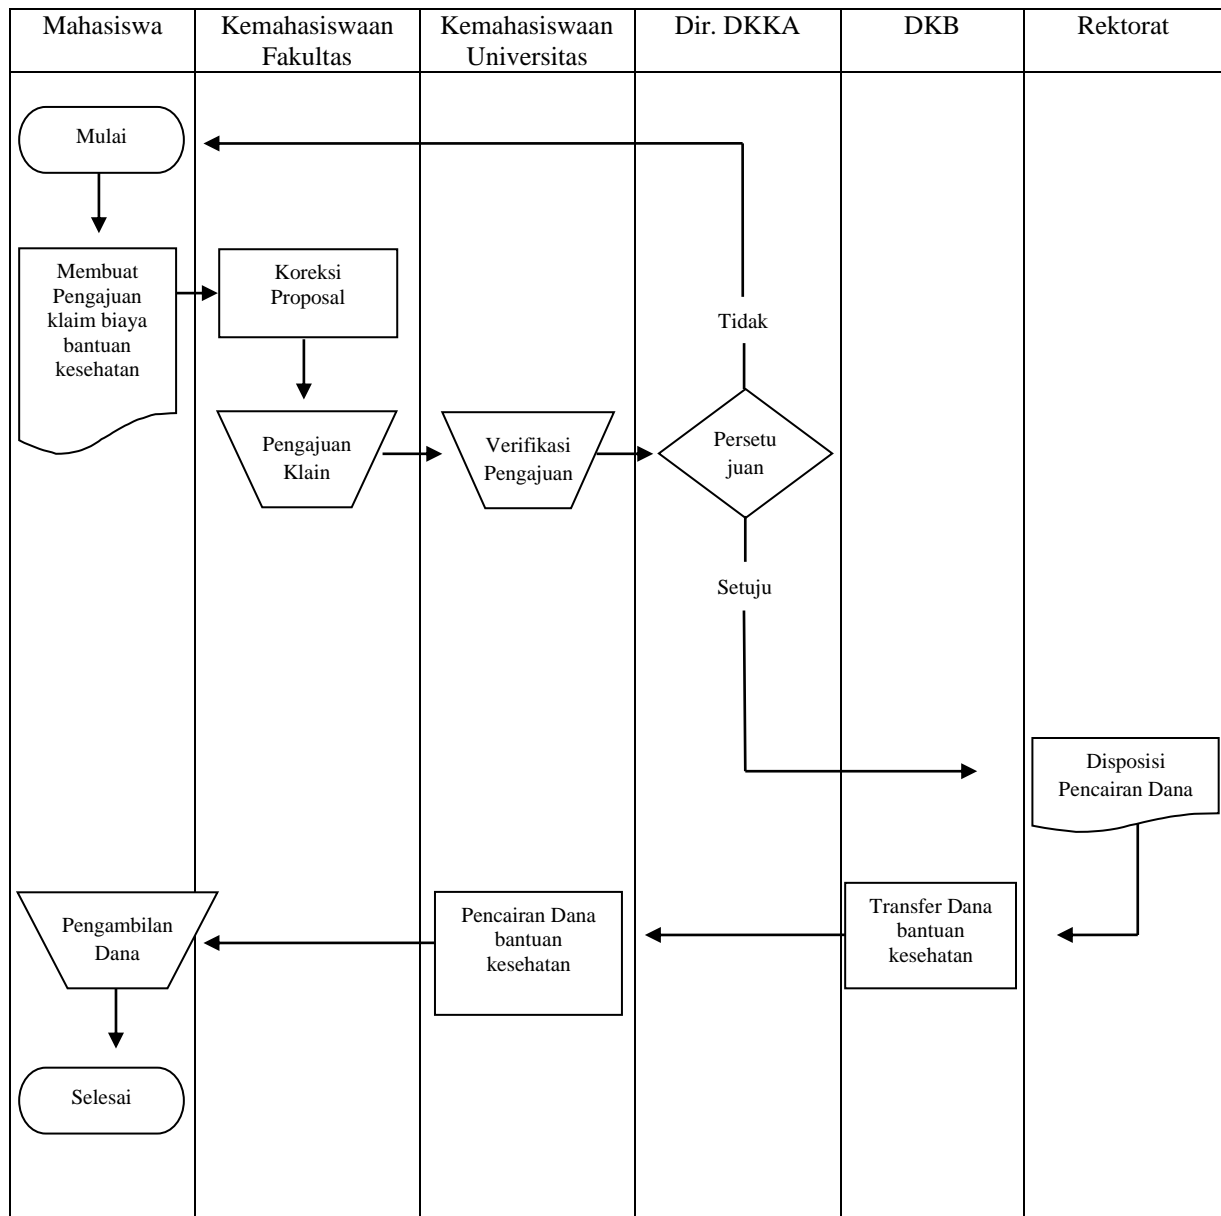 Mahasiswa
Kemahasiswaan
Fakultas
Kemahasiswaan
Universitas
Dir. DKKA
DKB
Rektorat
Mulai
Membuat
Pengajuan
klaim biaya
bantuan
kesehatan
Koreksi
Proposal
Tidak
Pengajuan
Klain
Verifikasi
Pengajuan
Persetu
juan
Setuju
Disposisi
Pencairan Dana
Transfer Dana
bantuan
kesehatan
Pencairan Dana
bantuan
kesehatan
Pengambilan
Dana
Selesai